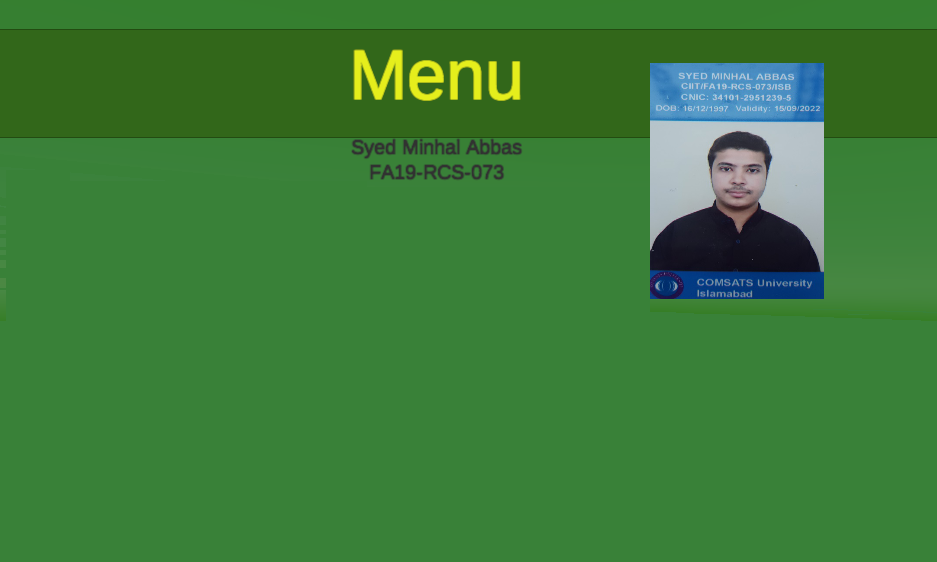 Menu
Syed Minhal Abbas
FA19-RCS-073
SYED MINHAL ABBAS
CIIT/FA19-RCS-073/ISB
CNIC: 34101-2951239-5
DOB: 16/12/1997 Validity: 15/09/2022
COMSATS University
Islamabad